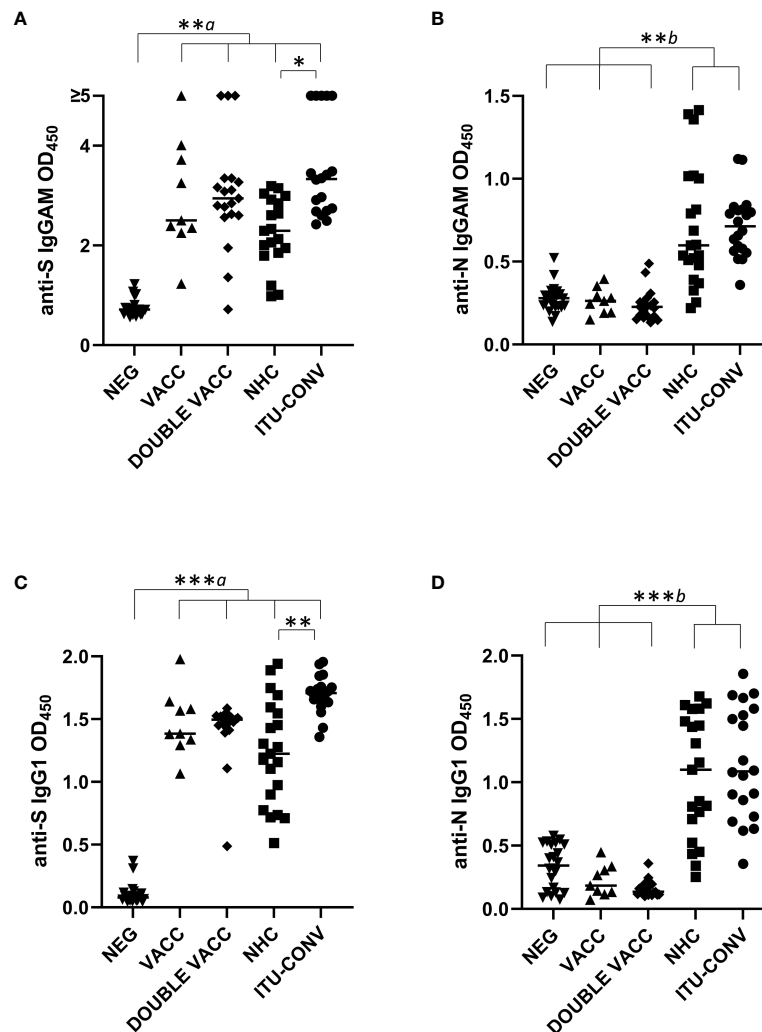 A
**a
*
anti-S IgGAM OD450
≥5
4
2
0
NEG
VACC
DOUBLE VACC
NHC
ITU-CONV
B
**b
anti-N IgGAM OD450
1.5
1.0
0.5
0.0
NEG
VACC
DOUBLE VACC
NHC
ITU-CONV
C
***a
**
anti-S IgG1 OD450
2.0
1.5
1.0
0.5
0.0
NEG
VACC
DOUBLE VACC
NHC
ITU-CONV
D
***b
anti-N IgG1 OD450
2.0
1.5
1.0
0.5
0.0
NEG
VACC
DOUBLE VACC
NHC
ITU-CONV